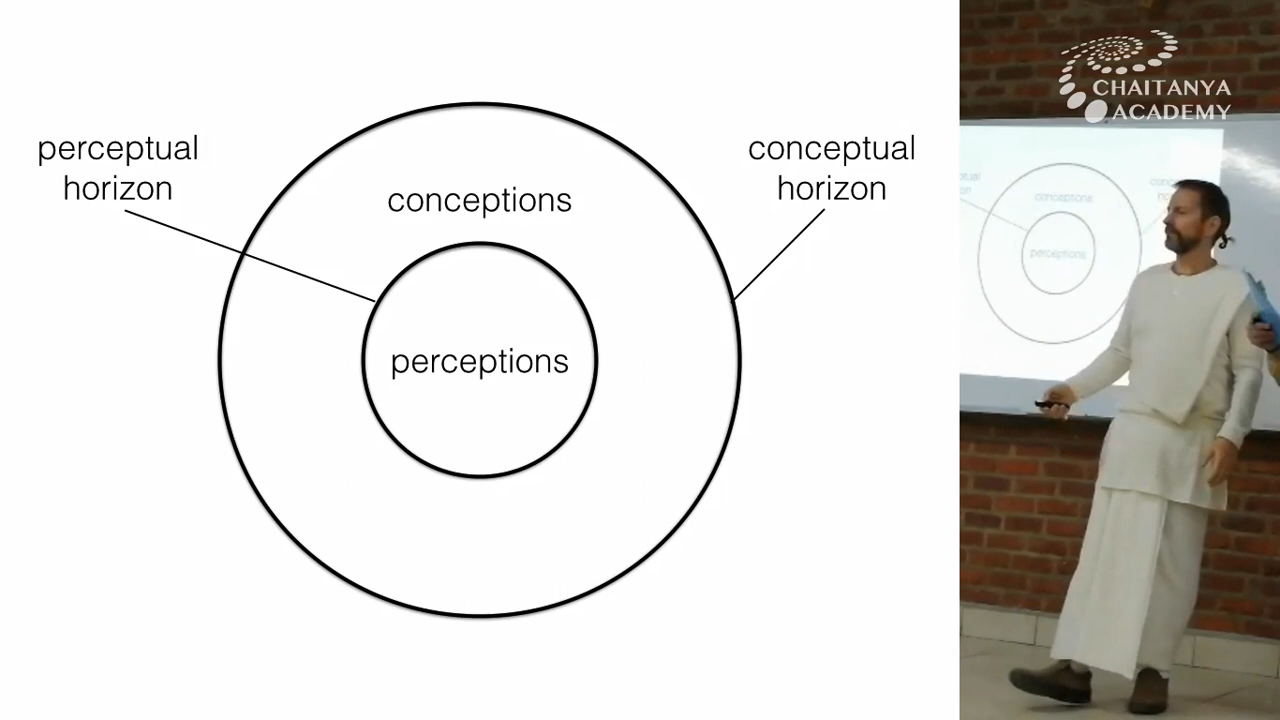 perceptual
horizon
conceptual
horizon
conceptions
perceptions
CHAITANYA
ACADEMY
conceptions
perceptions